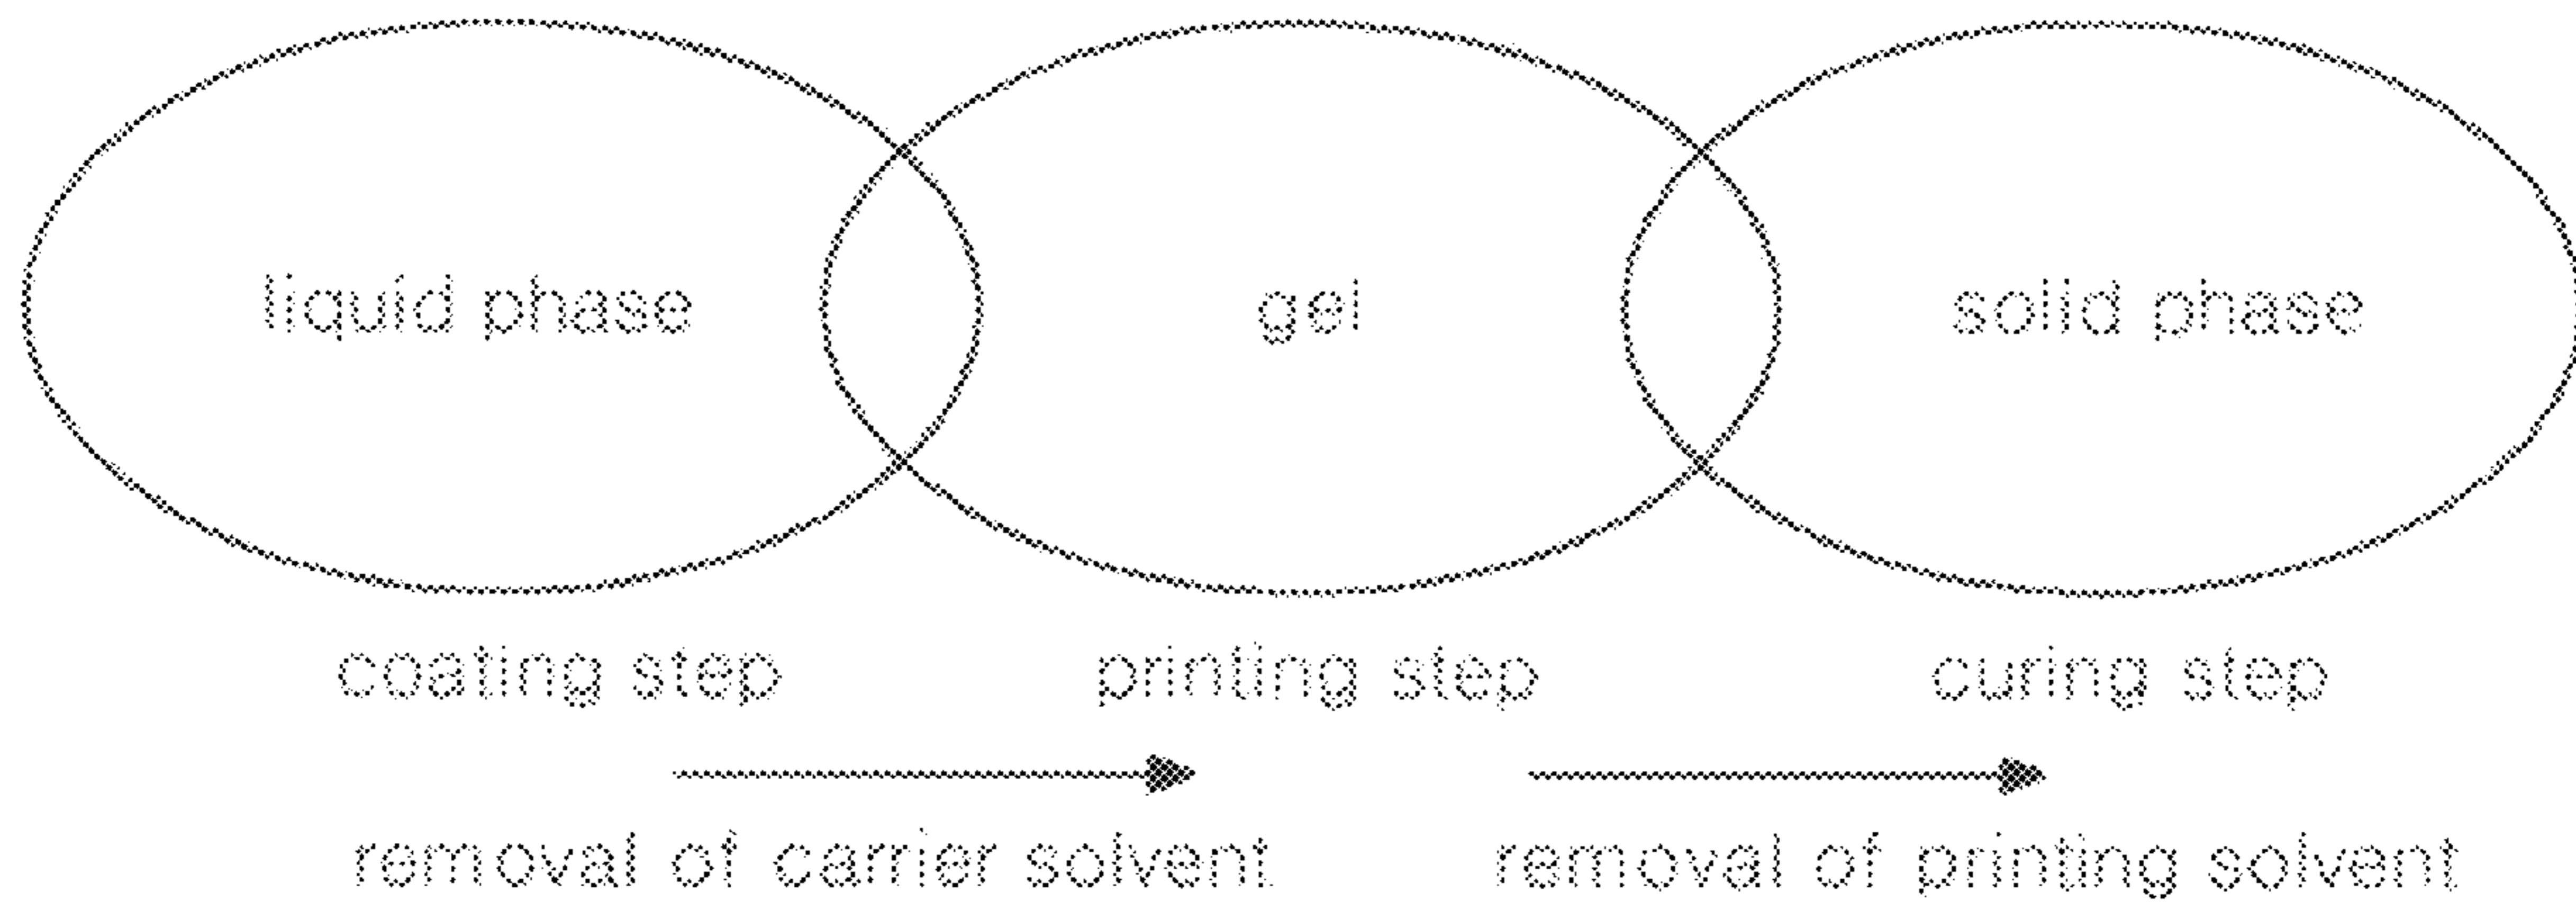 liquid phase gel solid phase
coating step printing step curing step
removal of carrier solvent removal of printing solvent